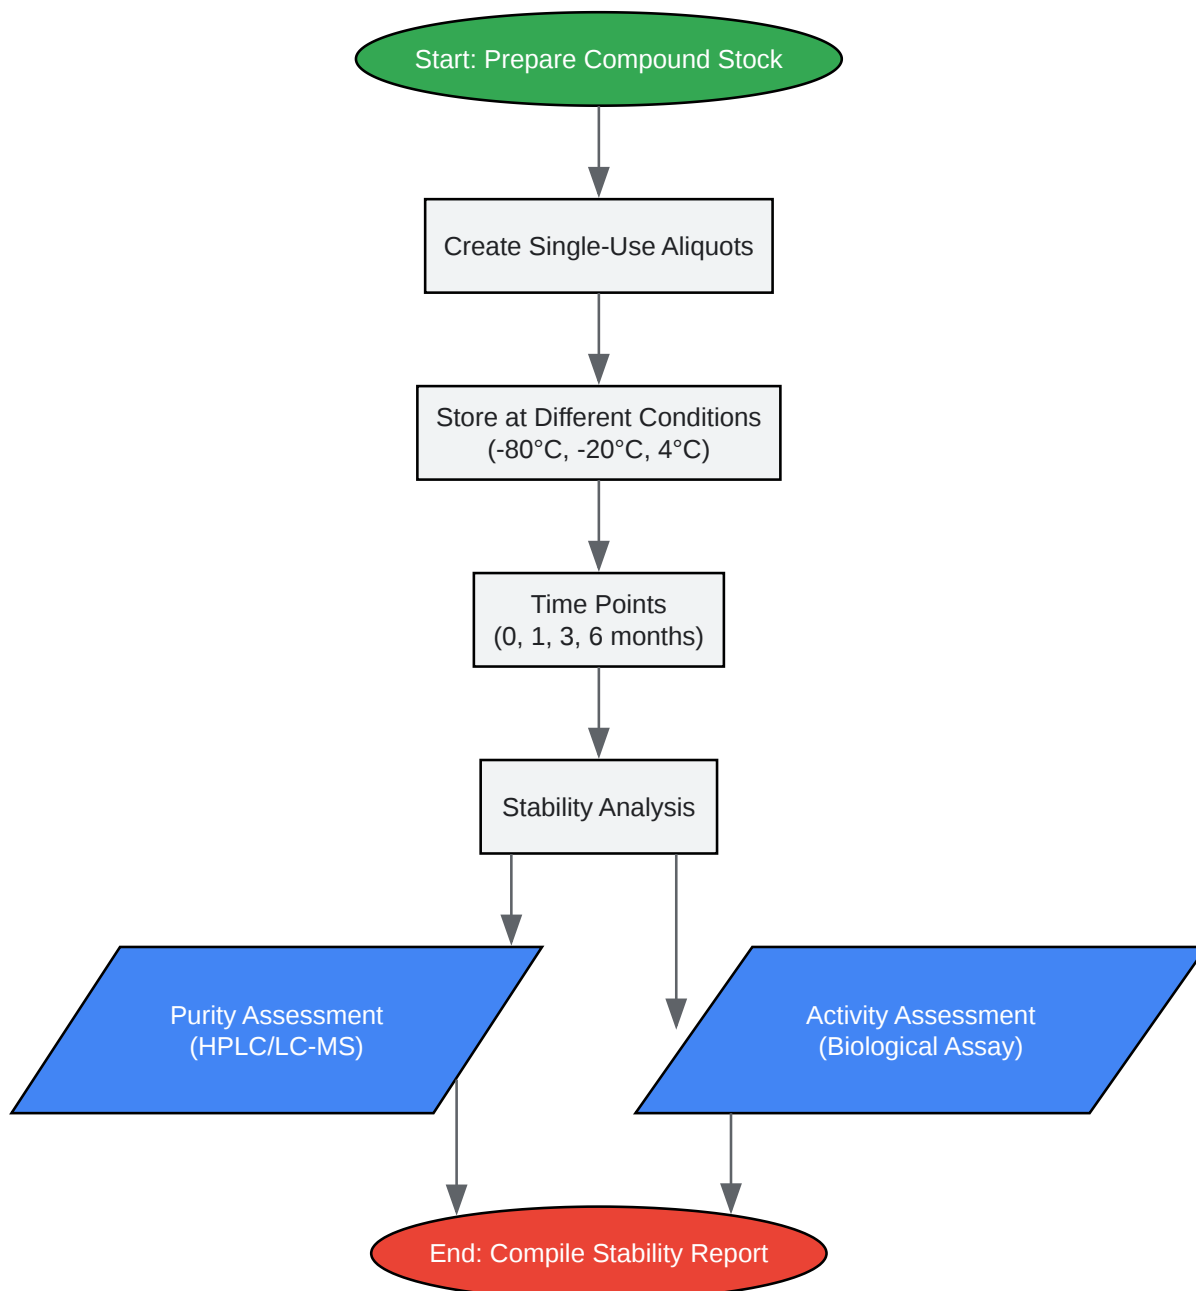 Start: Prepare Compound Stock
Create Single-Use Aliquots
Store at Different Conditions
(-80°C, -20°C, 4°C)
Time Points
(0, 1, 3, 6 months)
Stability Analysis
Purity Assessment
(HPLC/LC-MS)
Activity Assessment
(Biological Assay)
End: Compile Stability Report